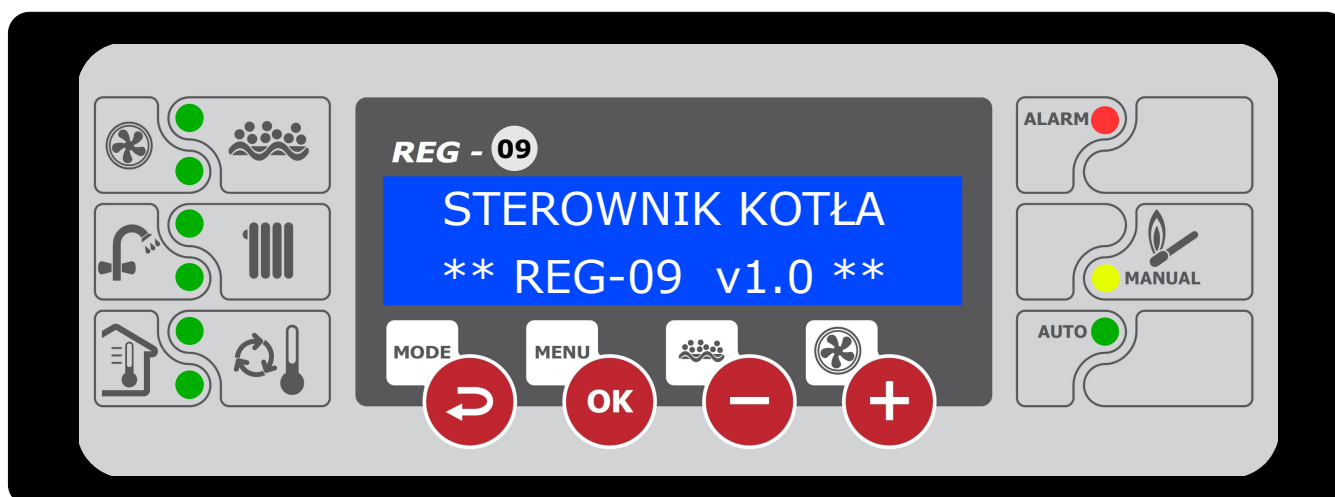 REG - 09
STEROWNIK KOTŁA
** REG-09 v1.0 **
MODE
MENU
OK
ALARM
MANUAL
AUTO